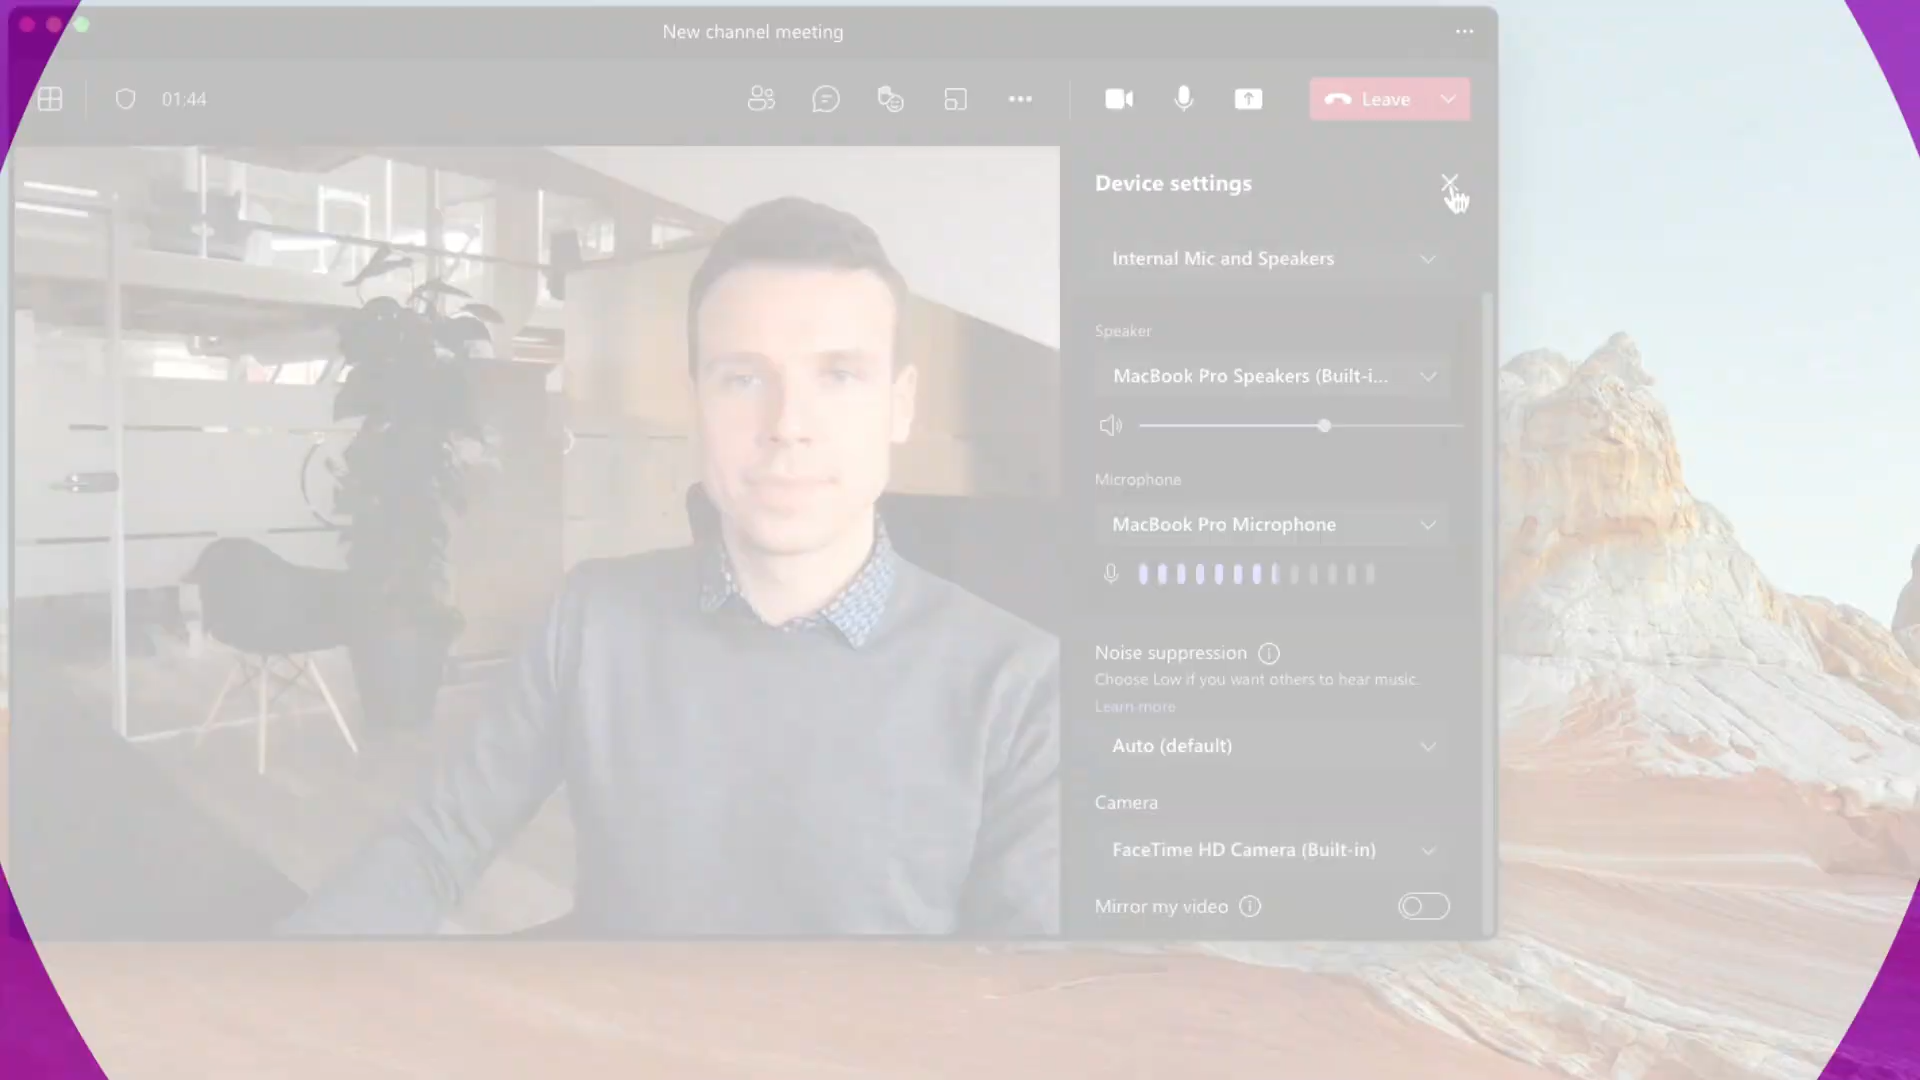 New channel meeting
01:44
Leave
Device settings
Internal Mic and Speakers
Speaker
MacBook Pro Speakers (Built-i...
Microphone
MacBook Pro Microphone
Noise suppression
Choose Low if you want others to hear music.
Learn more
Auto (default)
Camera
FaceTime HD Camera (Built-in)
Mirror my video